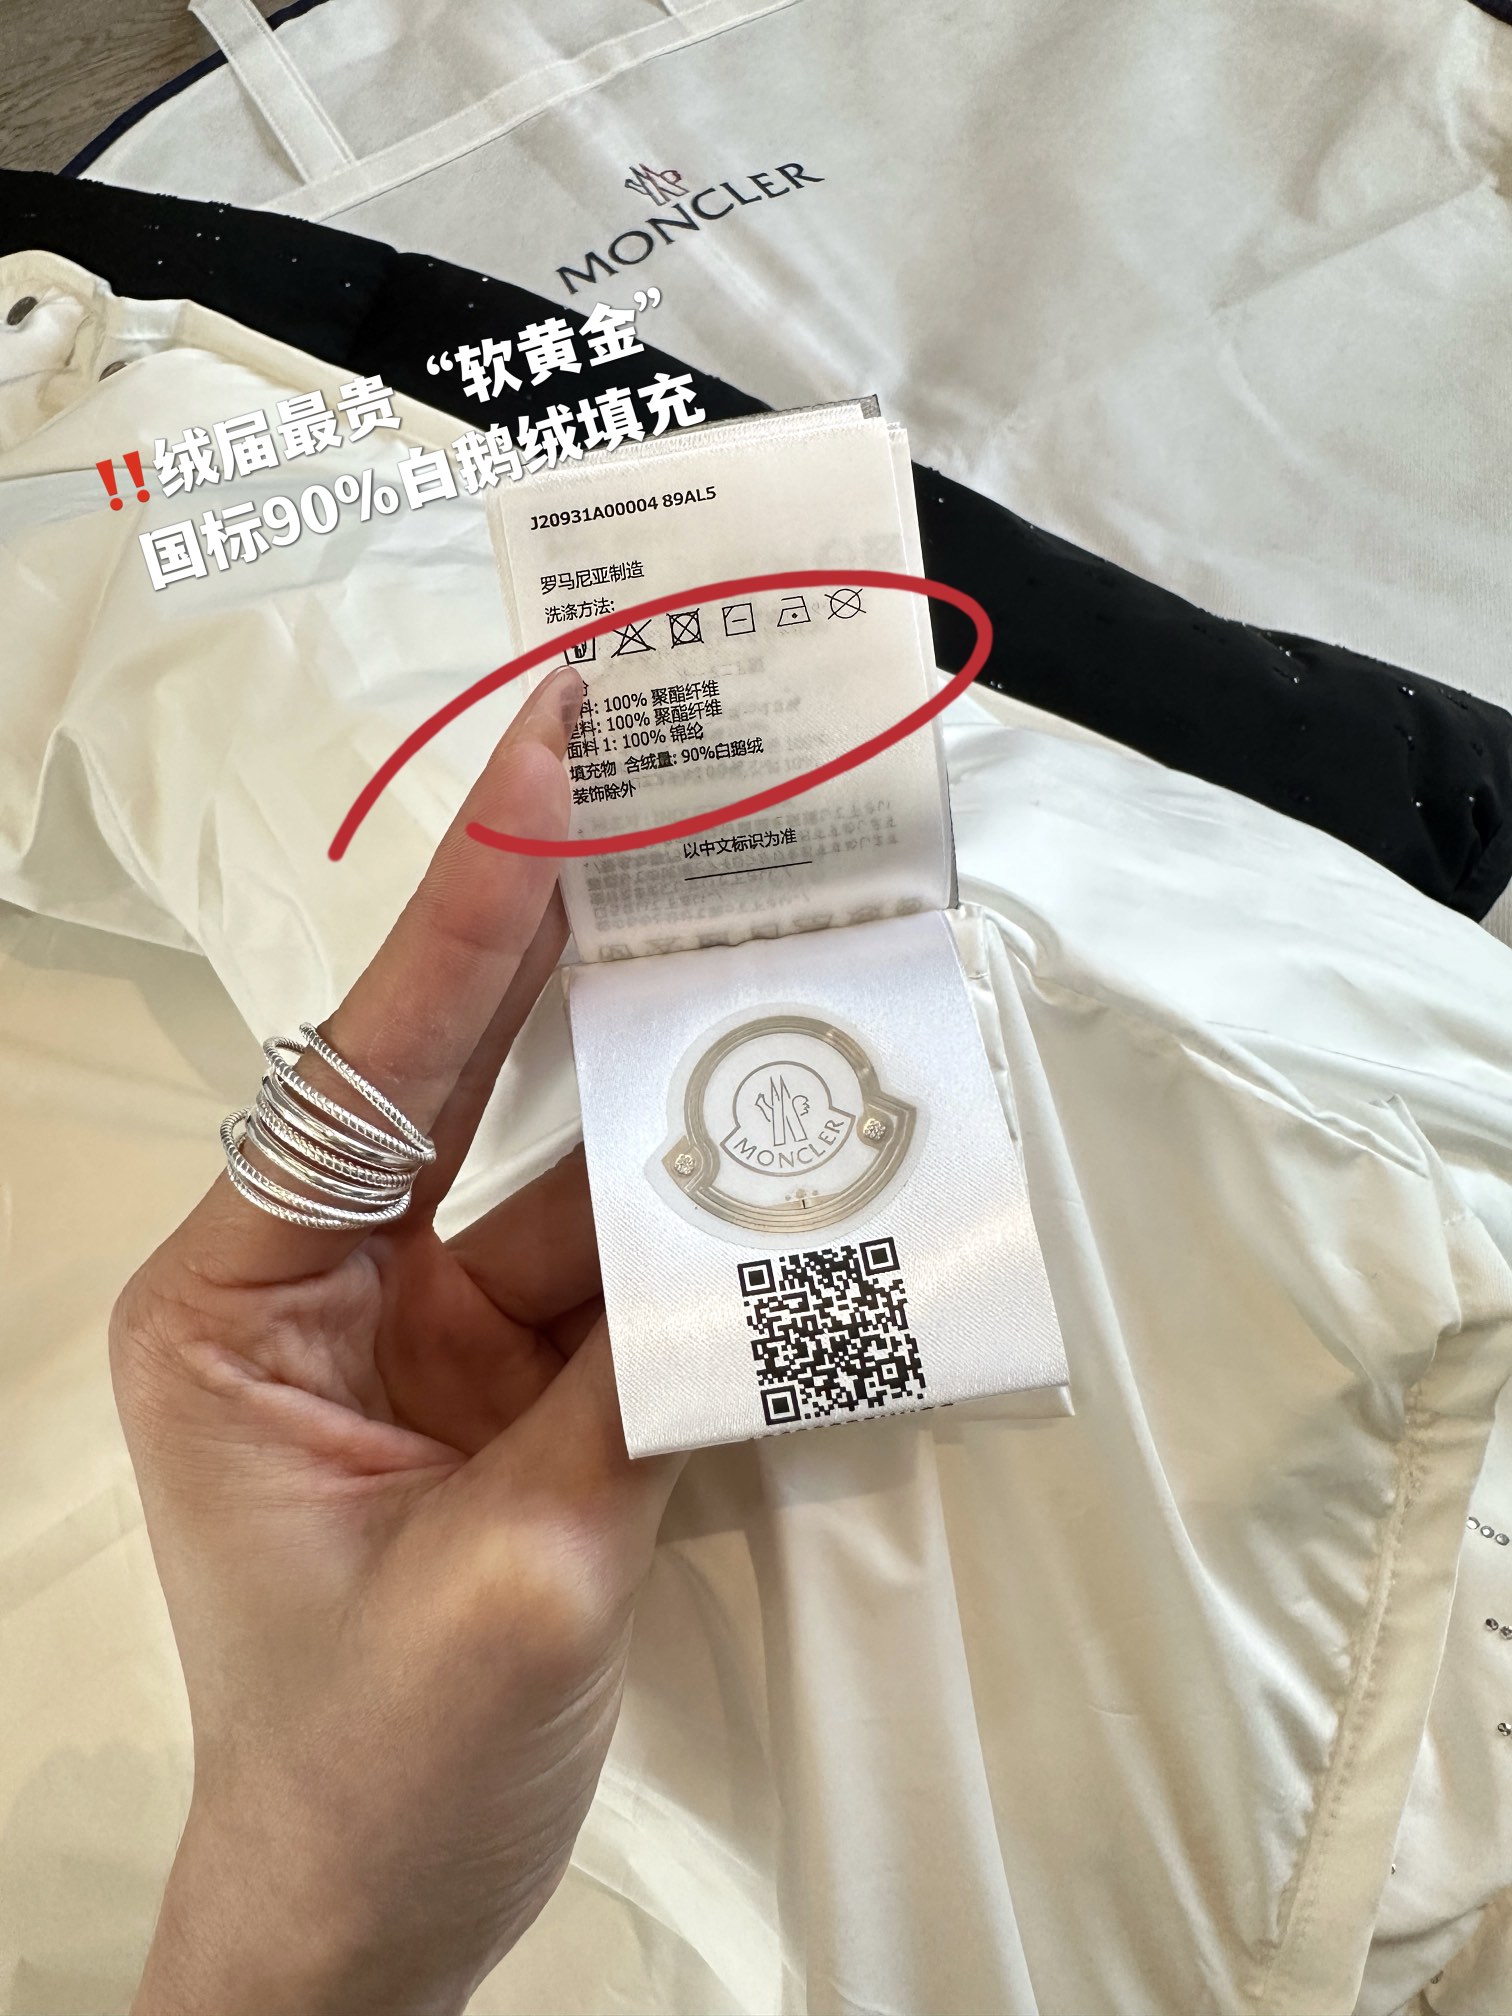 MONCLER
‼️绒届最贵 “软黄金”
国标90%白鹅绒填充
J20931A00004 89AL5
罗马尼亚制造
洗涤方法:
料: 100% 聚酯纤维
里料: 100% 聚酯纤维
面料 1: 100% 锦纶
填充物 含绒量: 90%白鹅绒
装饰除外
以中文标识为准
MONCLER